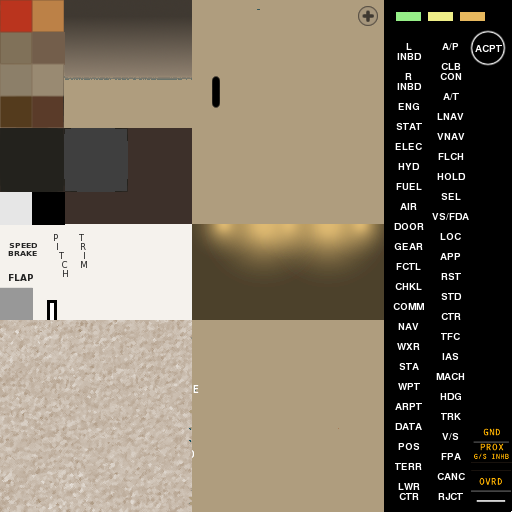 SPEED
BRAKE
FLAP
PITCH
TRIM
E
L
INBD
R
INBD
ENG
STAT
ELEC
HYD
FUEL
AIR
DOOR
GEAR
FCTL
CHKL
COMM
NAV
WXR
STA
WPT
ARPT
DATA
POS
TERR
LWR
CTR
A/P
CLB
CON
A/T
LNAV
VNAV
FLCH
HOLD
SEL
VS/FDA
LOC
APP
RST
STD
CTR
TFC
IAS
MACH
HDG
TRK
V/S
FPA
CANC
RJCT
ACPT
GND
PROX
G/S INHB
OVRD